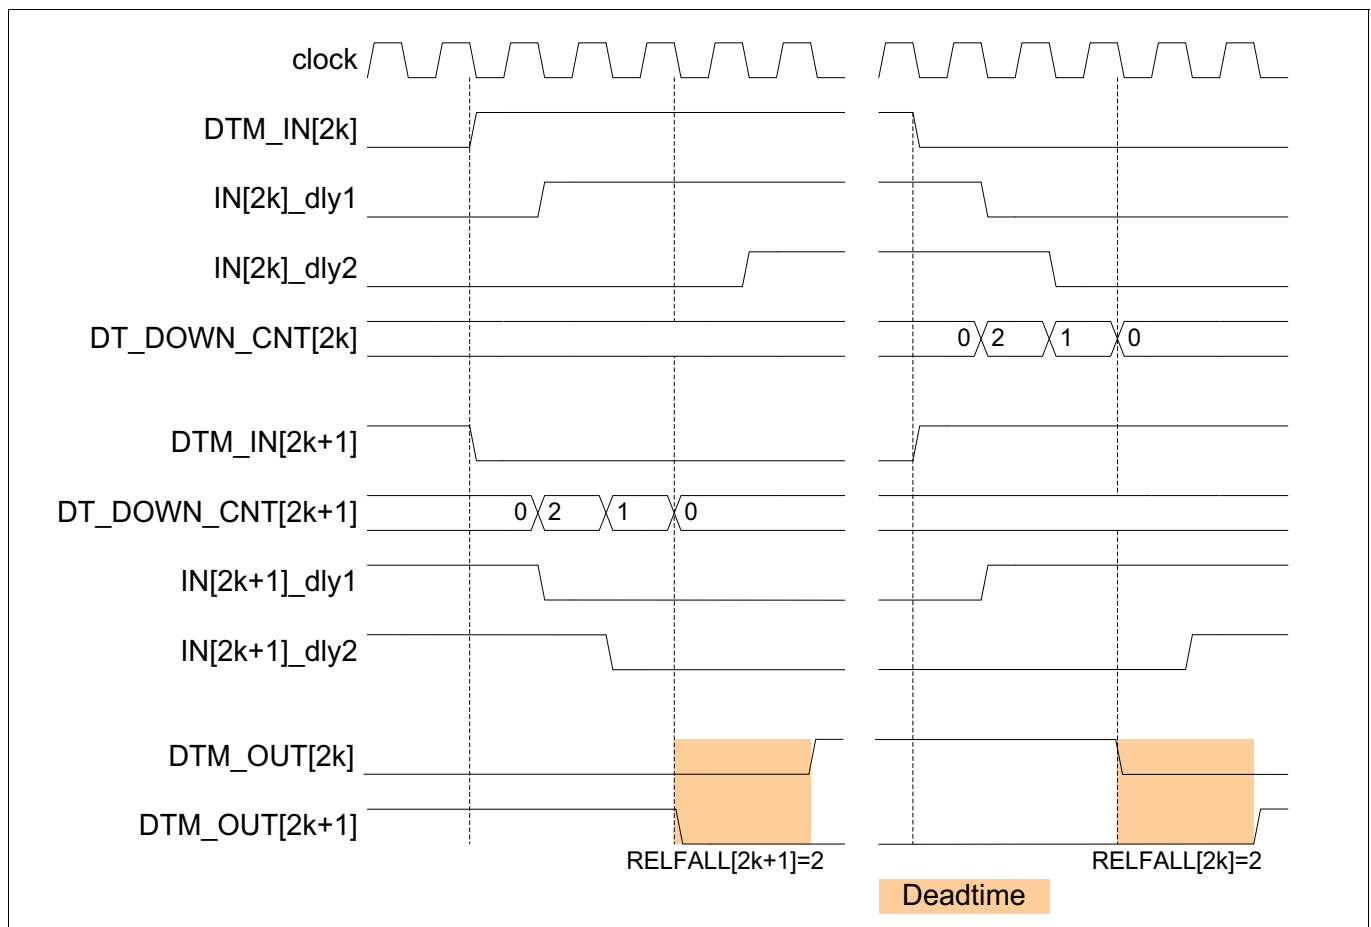 clock
DTM_IN[2k]
IN[2k]_dly1
IN[2k]_dly2
DT_DOWN_CNT[2k] 0 2 1 0
DTM_IN[2k+1]
DT_DOWN_CNT[2k+1] 0 2 1 0
IN[2k+1]_dly1
IN[2k+1]_dly2
DTM_OUT[2k]
DTM_OUT[2k+1]
RELFALL[2k+1]=2 RELFALL[2k]=2
Deadtime